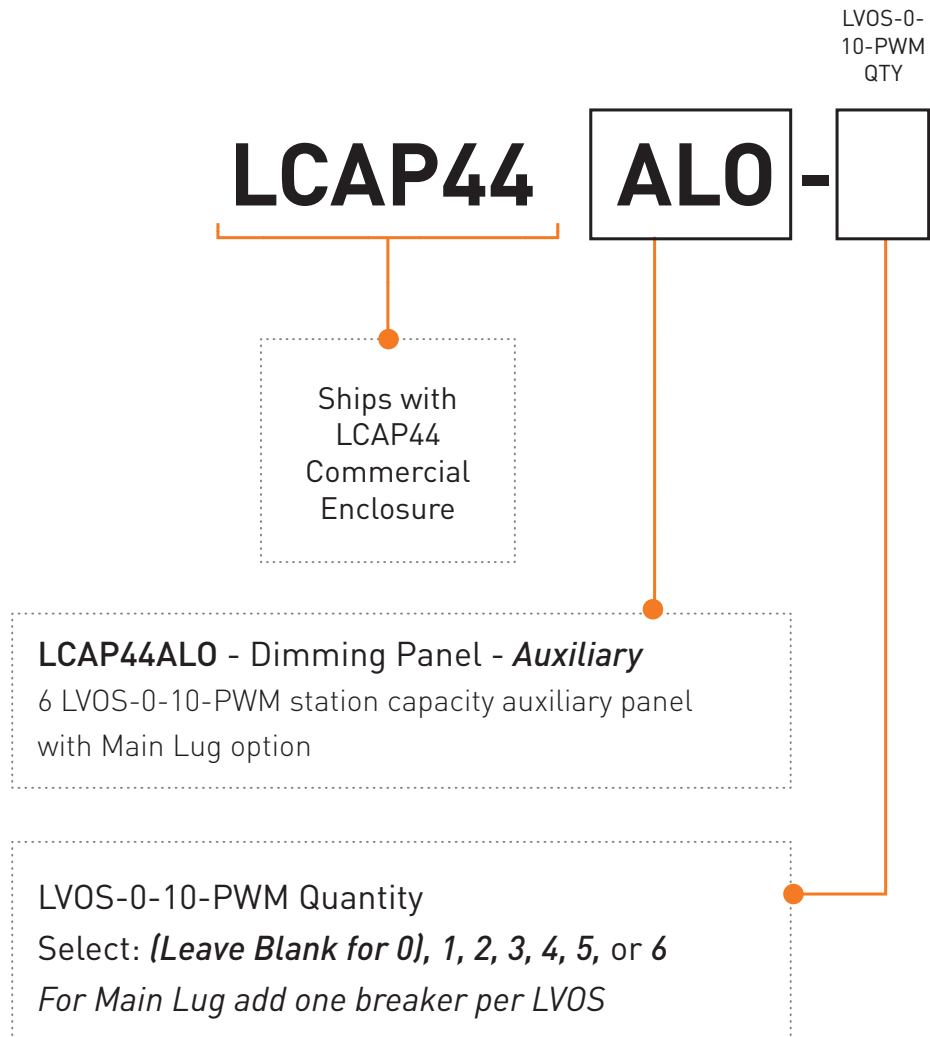 LVOS-0-
10-PWM
QTY
LCAP44 ALO -
Ships with
LCAP44
Commercial
Enclosure
LCAP44ALO - Dimming Panel - Auxiliary
6 LVOS-0-10-PWM station capacity auxiliary panel
with Main Lug option
LVOS-0-10-PWM Quantity
Select: (Leave Blank for 0), 1, 2, 3, 4, 5, or 6
For Main Lug add one breaker per LVOS